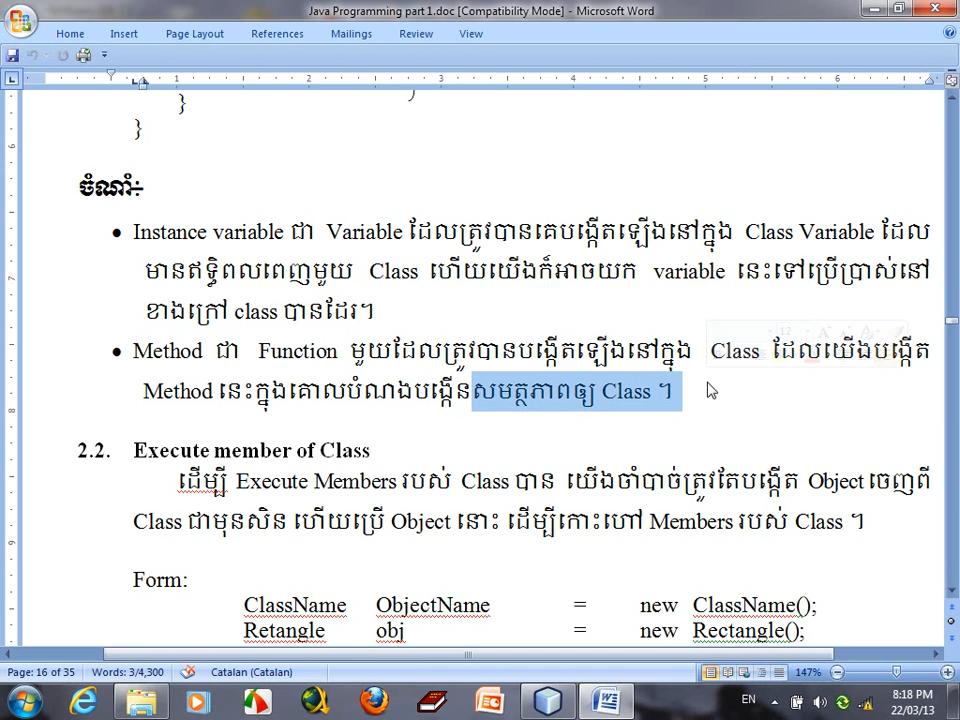 Java Programming part 1.doc [Compatibility Mode] - Microsoft Word
Home Insert Page Layout References Mailings Review View
1 2 3 4 5 6
}
}
ចំណាំ:-
• Instance variable ជា Variable ដែលត្រូវបានគេបង្កើតឡើងនៅក្នុង Class Variable ដែល
មានឥទ្ធិពលពេញមួយ Class ហើយយើងក៏អាចយក variable នេះទៅប្រើប្រាស់នៅ
ខាងក្រៅ class បានដែរ។
• Method ជា Function មួយដែលត្រូវបានបង្កើតឡើងនៅក្នុង Class ដែលយើងបង្កើត
Method នេះក្នុងគោលបំណងបង្កើនសមត្ថភាពឲ្យ Class ។
2.2. Execute member of Class
ដើម្បី Execute Members របស់ Class បាន យើងចាំបាច់ត្រូវតែបង្កើត Object ចេញពី
Class ជាមុនសិន ហើយប្រើ Object នោះ ដើម្បីកោះហៅ Members របស់ Class ។
Form:
ClassName ObjectName = new ClassName();
Retangle obj = new Rectangle();
Page: 16 of 35 Words: 3/4,300 Catalan (Catalan) 147%
EN 8:18 PM
22/03/13